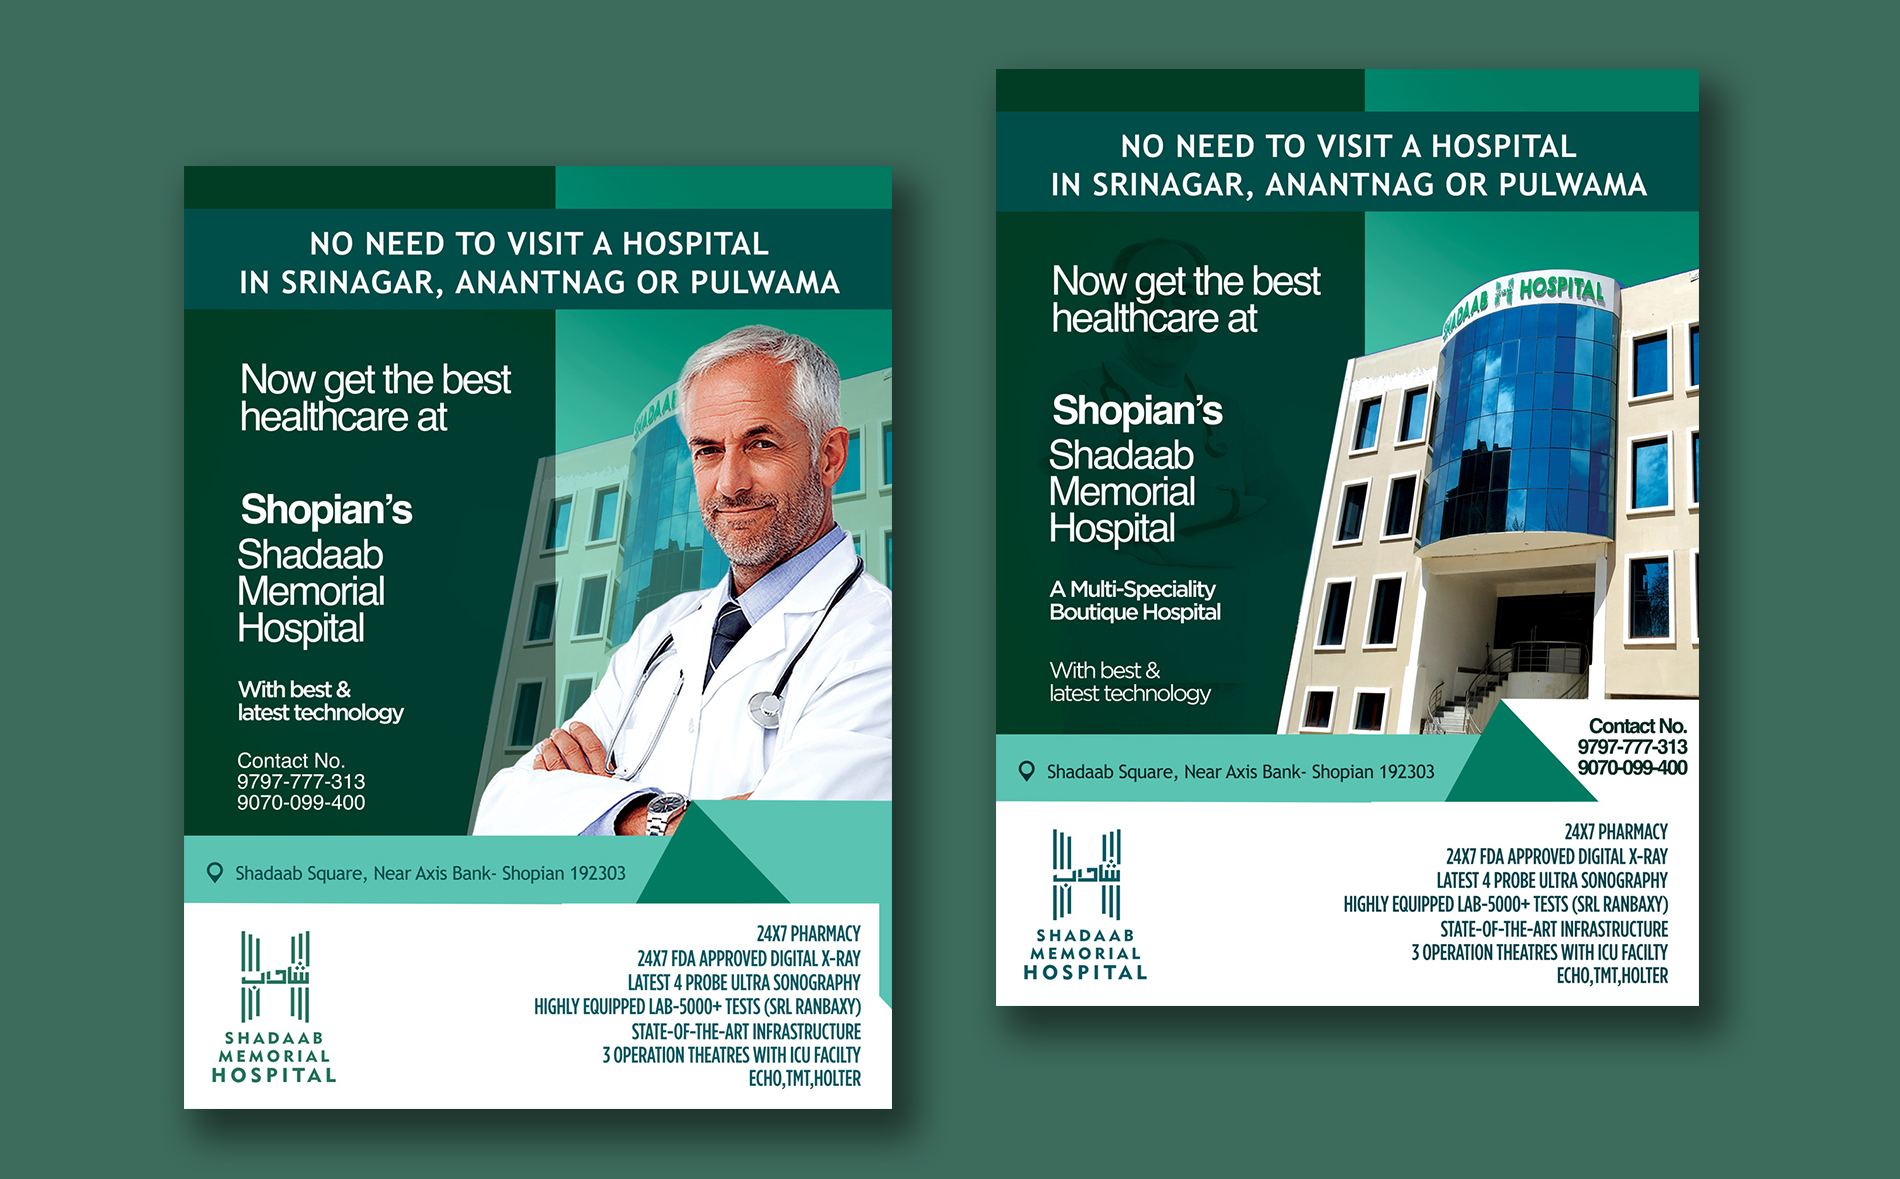 NO NEED TO VISIT A HOSPITAL
IN SRINAGAR, ANANTNAG OR PULWAMA
Now get the best
healthcare at
SHADAAB
Shopian's
Shadaab
Memorial
Hospital
With best &
latest technology
Contact No.
9797-777-313
9070-099-400
Shadaab Square, Near Axis Bank- Shopian 192303
شاداب
SHADAAB
MEMORIAL
HOSPITAL
24X7 PHARMACY
24X7 FDA APPROVED DIGITAL X-RAY
LATEST 4 PROBE ULTRA SONOGRAPHY
HIGHLY EQUIPPED LAB-5000+ TESTS (SRL RANBAXY)
STATE-OF-THE-ART INFRASTRUCTURE
3 OPERATION THEATRES WITH ICU FACILTY
ECHO,TMT,HOLTER
NO NEED TO VISIT A HOSPITAL
IN SRINAGAR, ANANTNAG OR PULWAMA
Now get the best
healthcare at
SHADAAB H HOSPITAL
Shopian's
Shadaab
Memorial
Hospital
A Multi-Speciality
Boutique Hospital
With best &
latest technology
Contact No.
9797-777-313
9070-099-400
Shadaab Square, Near Axis Bank- Shopian 192303
شاداب
SHADAAB
MEMORIAL
HOSPITAL
24X7 PHARMACY
24X7 FDA APPROVED DIGITAL X-RAY
LATEST 4 PROBE ULTRA SONOGRAPHY
HIGHLY EQUIPPED LAB-5000+ TESTS (SRL RANBAXY)
STATE-OF-THE-ART INFRASTRUCTURE
3 OPERATION THEATRES WITH ICU FACILTY
ECHO,TMT,HOLTER